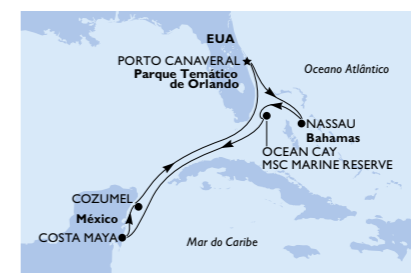 EUA
PORTO CANAVERAL
Parque Temático
de Orlando
Oceano Atlântico
NASSAU
Bahamas
OCEAN CAY
MSC MARINE RESERVE
COZUMEL
México
COSTA MAYA
Mar do Caribe